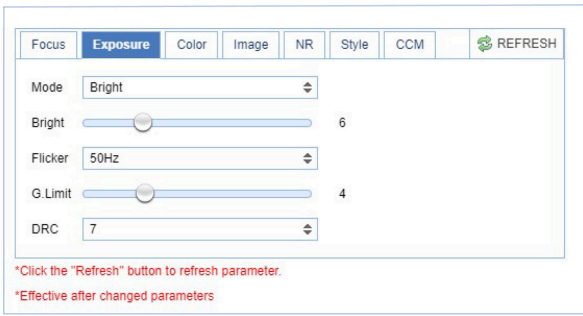 Focus Exposure Color Image NR Style CCM REFRESH
Mode Bright
Bright 6
Flicker 50Hz
G.Limit 4
DRC 7
*Click the "Refresh" button to refresh parameter.
*Effective after changed parameters